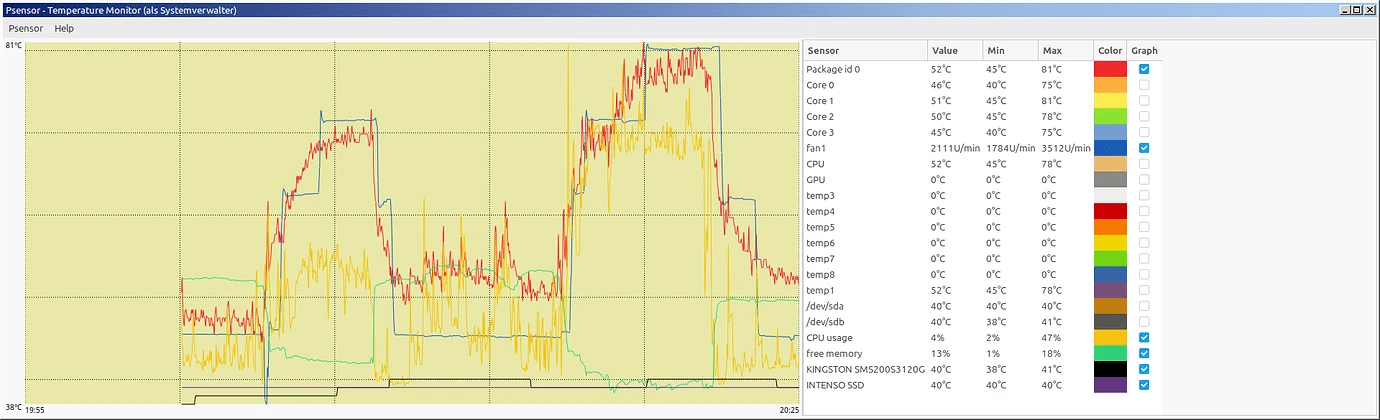 Psensor - Temperature Monitor (als Systemverwalter)
Psensor Help
81°C
38°C
19:55 20:25
Sensor Value Min Max Color Graph
Package id 0 52°C 45°C 81°C
Core 0 46°C 40°C 75°C
Core 1 51°C 45°C 81°C
Core 2 50°C 45°C 78°C
Core 3 45°C 40°C 75°C
fan1 2111U/min 1784U/min 3512U/min
CPU 52°C 45°C 78°C
GPU 0°C 0°C 0°C
temp3 0°C 0°C 0°C
temp4 0°C 0°C 0°C
temp5 0°C 0°C 0°C
temp6 0°C 0°C 0°C
temp7 0°C 0°C 0°C
temp8 0°C 0°C 0°C
temp1 52°C 45°C 78°C
/dev/sda 40°C 40°C 40°C
/dev/sdb 40°C 38°C 41°C
CPU usage 4% 2% 47%
free memory 13% 1% 18%
KINGSTON SMS200S3120G 40°C 38°C 41°C
INTENSO SSD 40°C 40°C 40°C